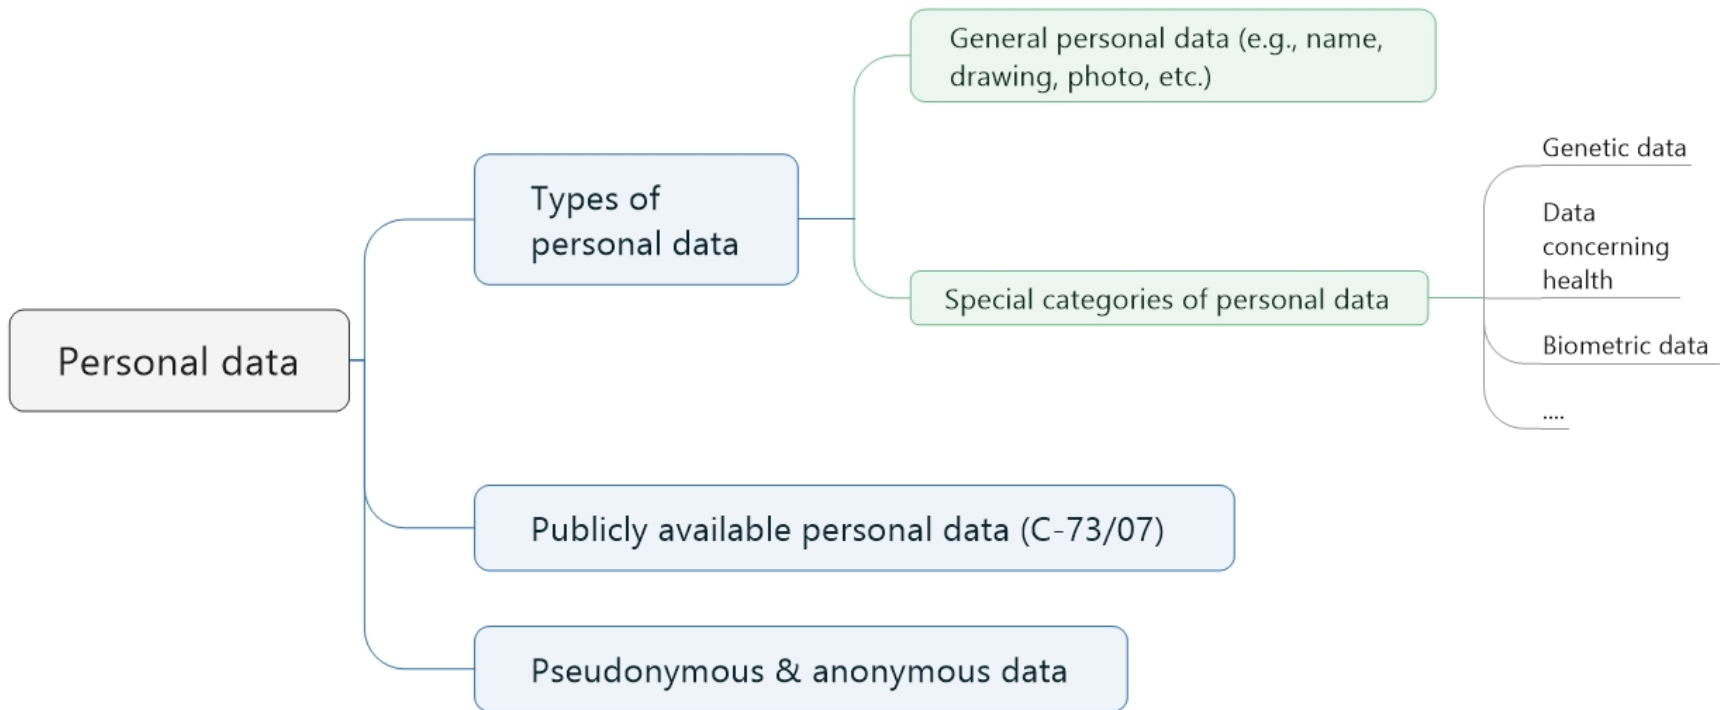 General personal data (e.g., name,
drawing, photo, etc.)
Genetic data
Types of
personal data
Data
concerning
health
Special categories of personal data
Biometric data
Personal data
....
Publicly available personal data (C-73/07)
Pseudonymous & anonymous data